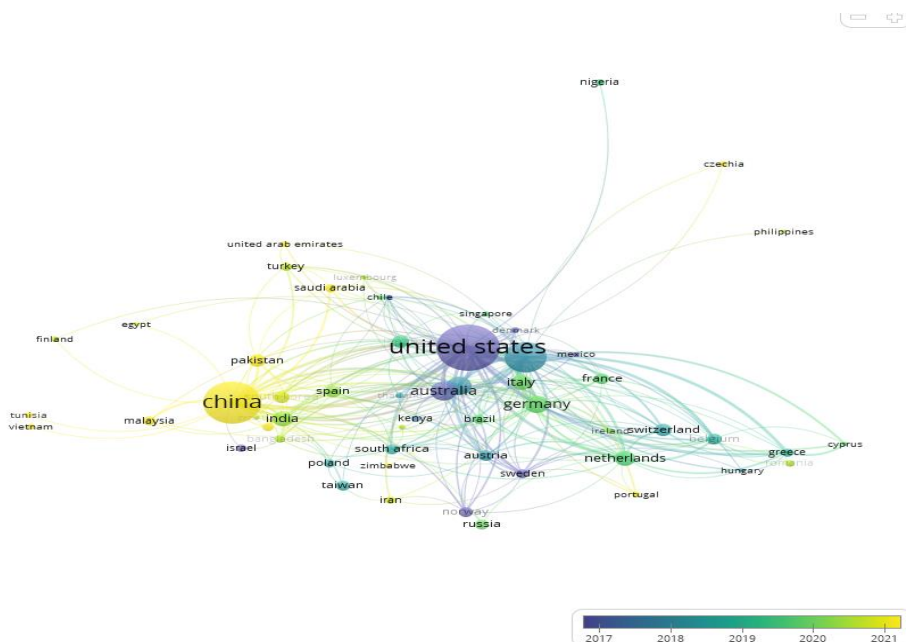 nigeria
czechia
philippines
united arab emirates
turkey
luxembourg
saudi arabia
chile
singapore
denmark
egypt
finland
united states
mexico
pakistan
italy
france
china
spain
australia
germany
tunisia
vietnam
malaysia
india
kenya
brazil
ireland
switzerland
belgium
bangladesh
israel
south africa
austria
netherlands
greece
cyprus
romania
poland
zimbabwe
sweden
hungary
taiwan
iran
portugal
norway
russia
2017 2018 2019 2020 2021